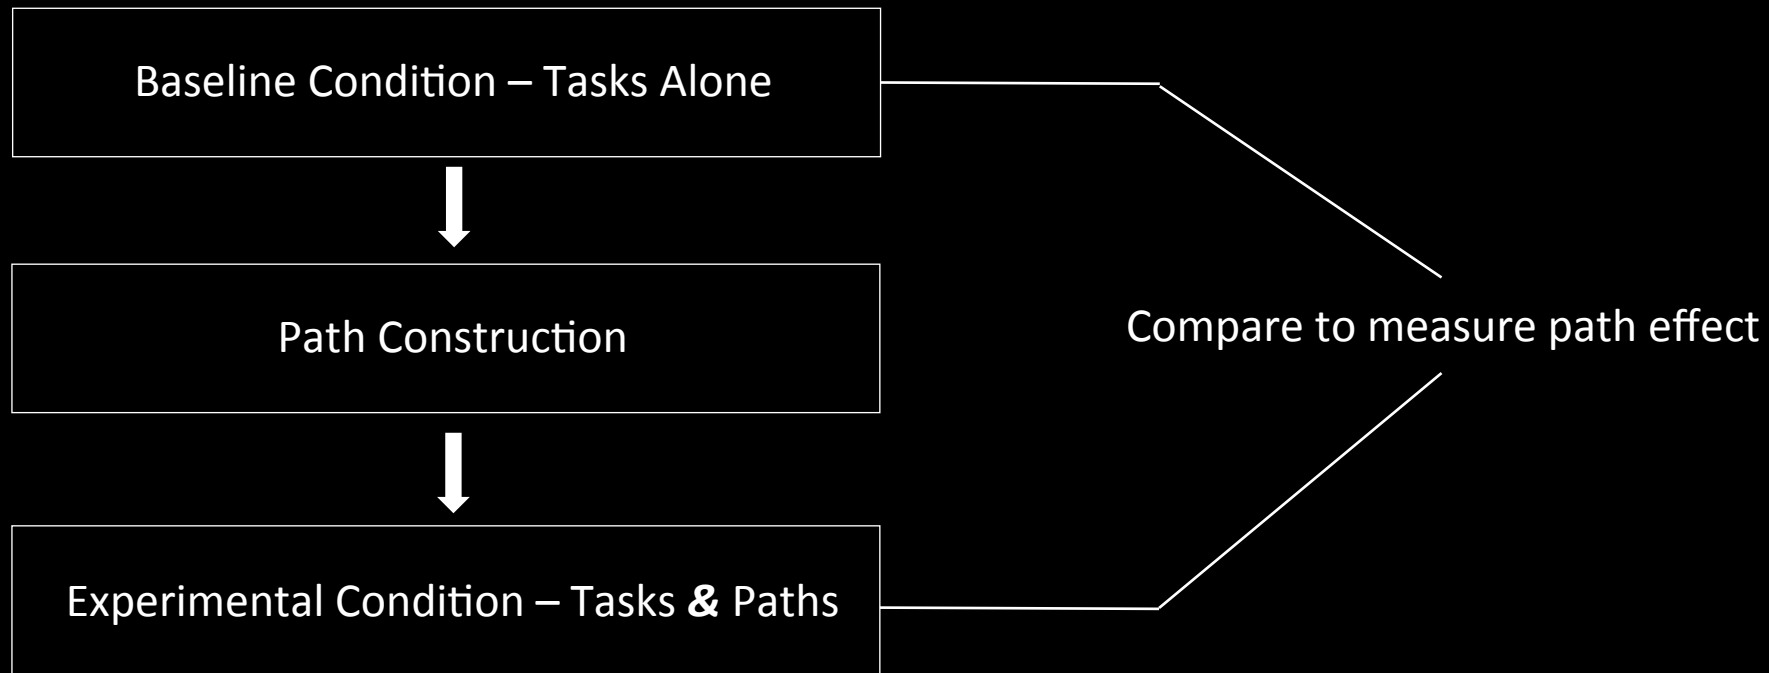 Baseline Condition – Tasks Alone
Path Construction
Compare to measure path effect
Experimental Condition – Tasks & Paths